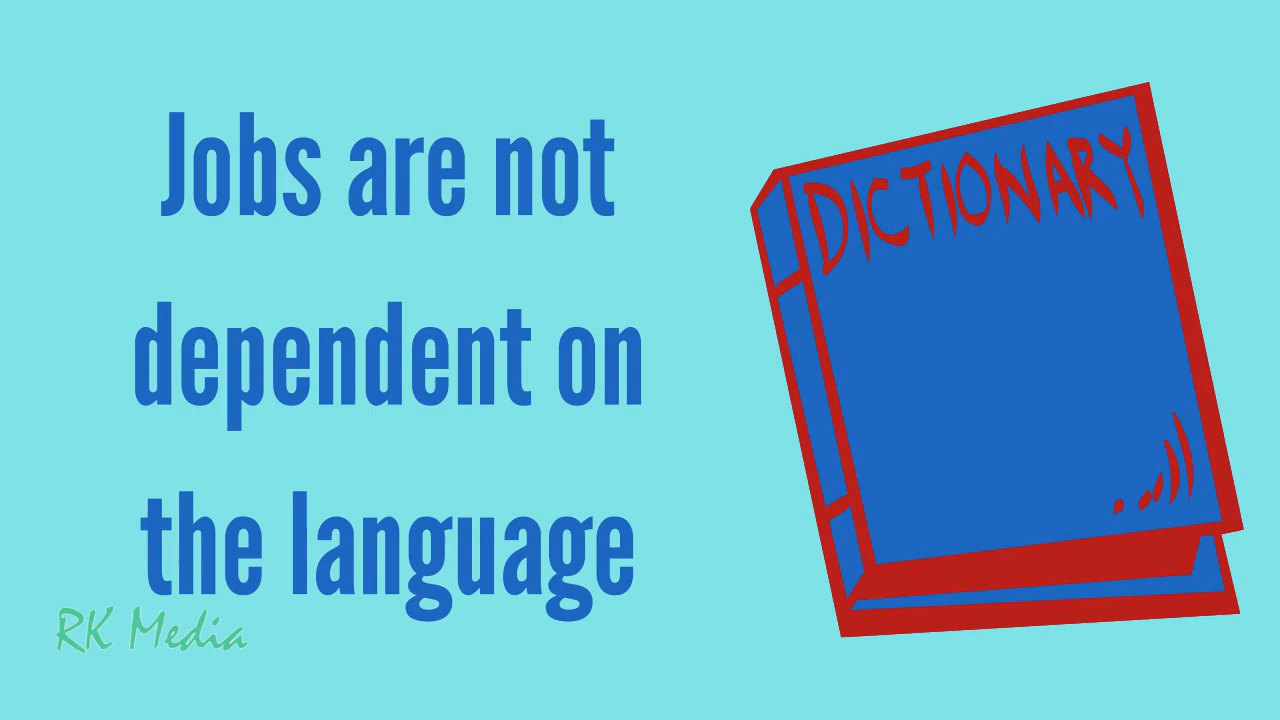 Jobs are not
dependent on
the language
DICTIONARY
RK Media